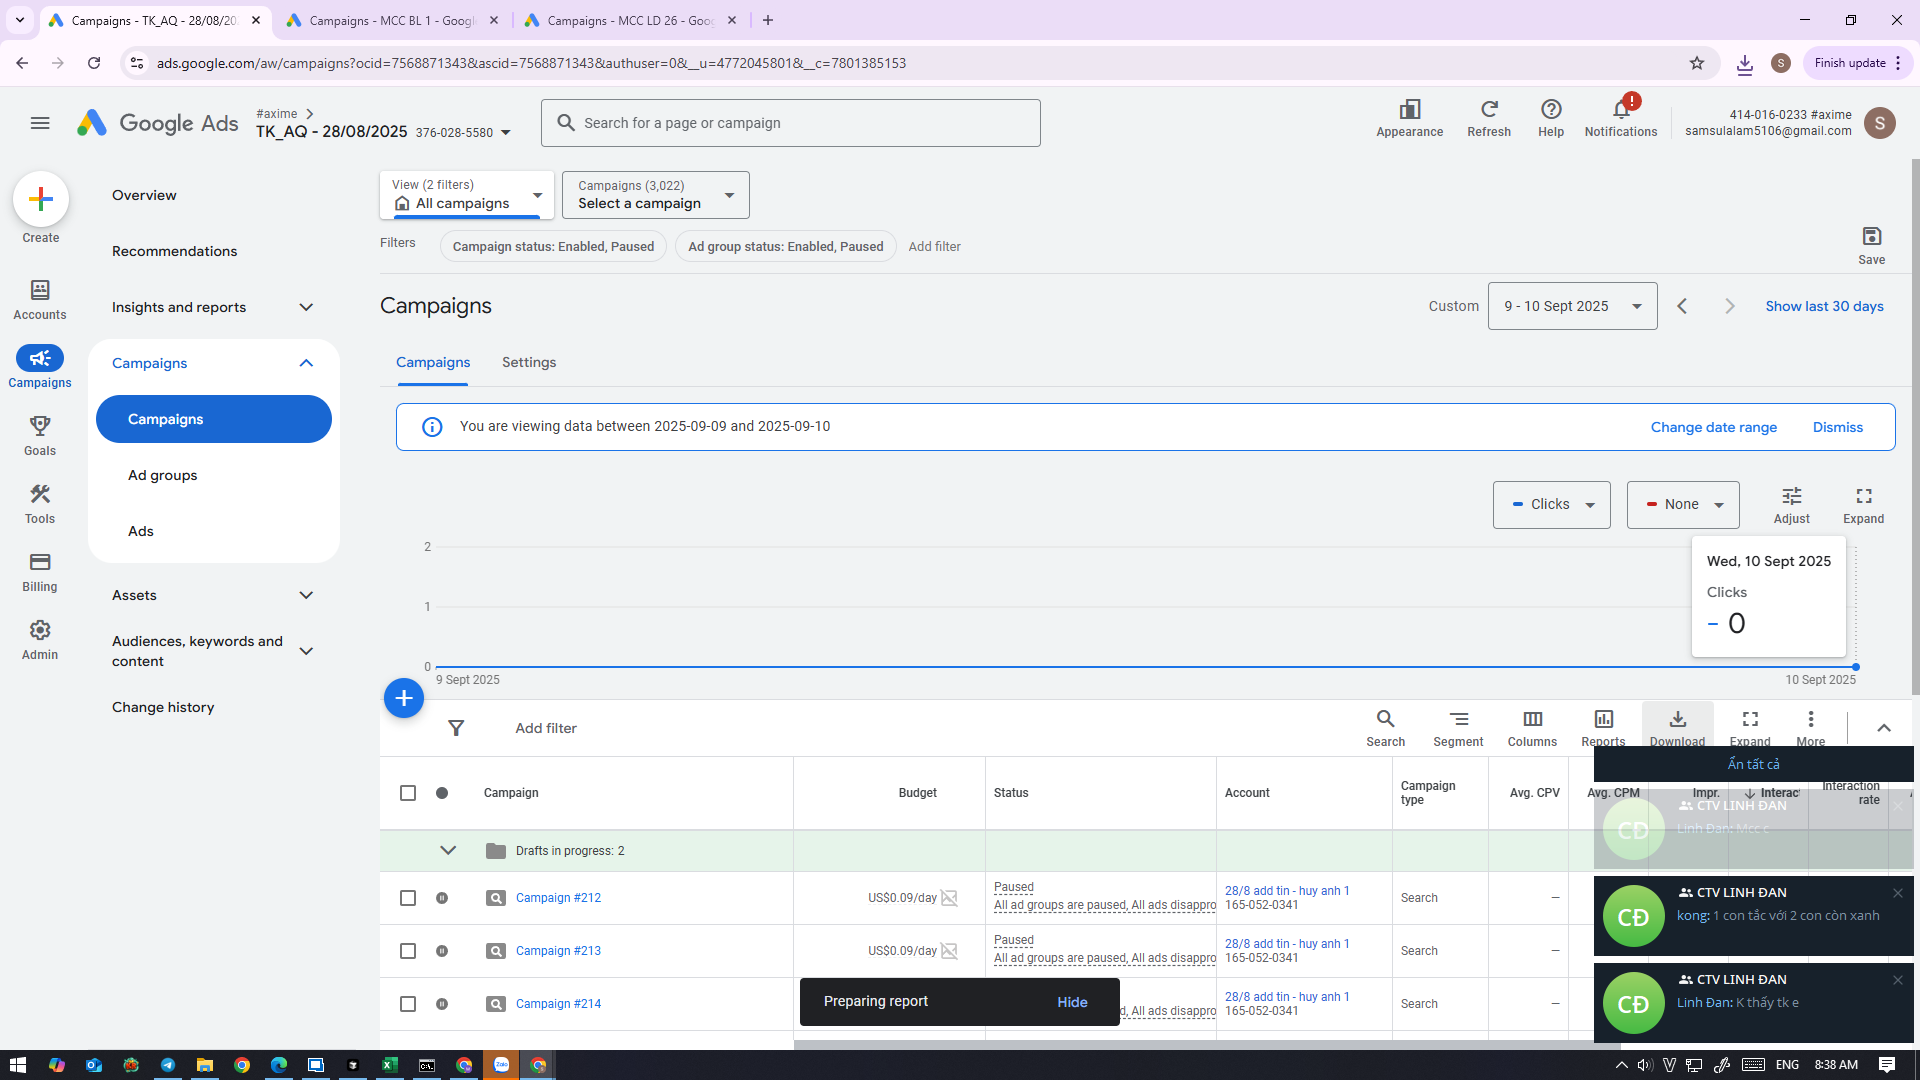 Campaigns - TK_AQ - 28/08/20
Campaigns - MCC BL 1 - Google
Campaigns - MCC LD 26 - Goog
ads.google.com/aw/campaigns?ocid=7568871343&ascid=7568871343&authuser=0&__u=4772045801&__c=7801385153
S
Finish update
Google Ads
#axime
TK_AQ - 28/08/2025 376-028-5580
Search for a page or campaign
Appearance
Refresh
Help
!
Notifications
414-016-0233 #axime
samsulalam5106@gmail.com
S
Create
Accounts
Campaigns
Goals
Tools
Billing
Admin
Overview
Recommendations
Insights and reports
Campaigns
Campaigns
Ad groups
Ads
Assets
Audiences, keywords and
content
Change history
View (2 filters)
All campaigns
Campaigns (3,022)
Select a campaign
Filters
Campaign status: Enabled, Paused
Ad group status: Enabled, Paused
Add filter
Save
Campaigns
Custom
9 - 10 Sept 2025
Show last 30 days
Campaigns
Settings
You are viewing data between 2025-09-09 and 2025-09-10
Change date range
Dismiss
Clicks
None
Adjust
Expand
2
1
0
9 Sept 2025
10 Sept 2025
Wed, 10 Sept 2025
Clicks
0
Add filter
Search
Segment
Columns
Reports
Download
Expand
More
Campaign
Budget
Status
Account
Campaign
type
Avg. CPV
Avg. CPM
Impr.
Interac
Interaction
rate
Drafts in progress: 2
Campaign #212
US$0.09/day
Paused
All ad groups are paused, All ads disappro
28/8 add tin - huy anh 1
165-052-0341
Search
–
Campaign #213
US$0.09/day
Paused
All ad groups are paused, All ads disappro
28/8 add tin - huy anh 1
165-052-0341
Search
–
Campaign #214
d, All ads disappro
28/8 add tin - huy anh 1
165-052-0341
Search
–
Preparing report
Hide
Ẩn tất cả
CĐ
CTV LINH ĐAN
Linh Đan: Mcc c
CĐ
CTV LINH ĐAN
kong: 1 con tắc với 2 con còn xanh
CĐ
CTV LINH ĐAN
Linh Đan: K thấy tk e
Zalo
ENG
8:38 AM